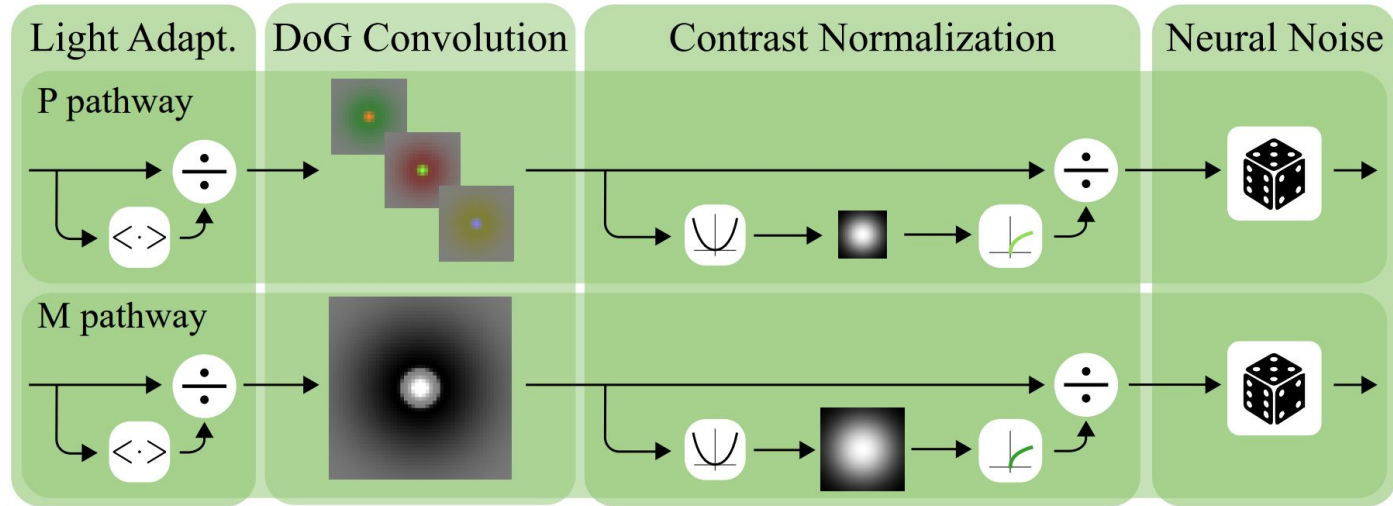 Light Adapt.
DoG Convolution
Contrast Normalization
Neural Noise
P pathway
÷
÷
< · >
M pathway
÷
÷
< · >